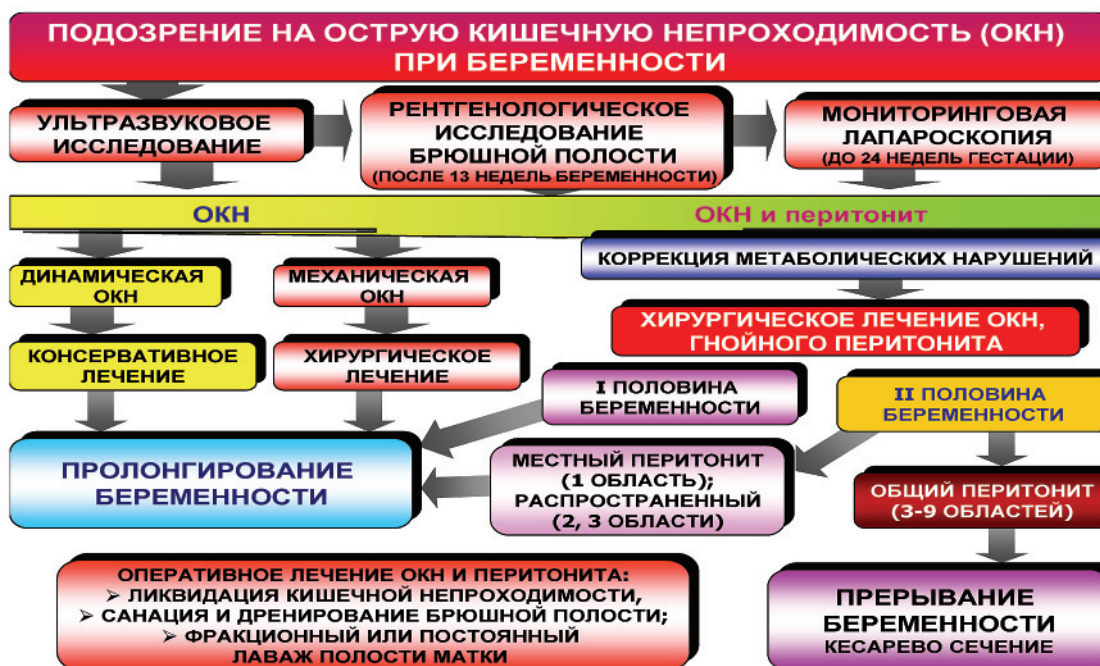 ПОДОЗРЕНИЕ НА ОСТРУЮ КИШЕЧНУЮ НЕПРОХОДИМОСТЬ (ОКН)
ПРИ БЕРЕМЕННОСТИ
УЛЬТРАЗВУКОВОЕ
ИССЛЕДОВАНИЕ
РЕНТГЕНОЛОГИЧЕСКОЕ
ИССЛЕДОВАНИЕ
БРЮШНОЙ ПОЛОСТИ
(ПОСЛЕ 13 НЕДЕЛЬ БЕРЕМЕННОСТИ)
МОНИТОРИНГОВАЯ
ЛАПАРОСКОПИЯ
(ДО 24 НЕДЕЛЬ ГЕСТАЦИИ)
ОКН
ОКН и перитонит
ДИНАМИЧЕСКАЯ
ОКН
МЕХАНИЧЕСКАЯ
ОКН
КОРРЕКЦИЯ МЕТАБОЛИЧЕСКИХ НАРУШЕНИЙ
ХИРУРГИЧЕСКОЕ ЛЕЧЕНИЕ ОКН,
ГНОЙНОГО ПЕРИТОНИТА
КОНСЕРВАТИВНОЕ
ЛЕЧЕНИЕ
ХИРУРГИЧЕСКОЕ
ЛЕЧЕНИЕ
I ПОЛОВИНА
БЕРЕМЕННОСТИ
II ПОЛОВИНА
БЕРЕМЕННОСТИ
ПРОЛОНГИРОВАНИЕ
БЕРЕМЕННОСТИ
МЕСТНЫЙ ПЕРИТОНИТ
(1 ОБЛАСТЬ);
РАСПРОСТРАНЕННЫЙ
(2, 3 ОБЛАСТИ)
ОБЩИЙ ПЕРИТОНИТ
(3-9 ОБЛАСТЕЙ)
ОПЕРАТИВНОЕ ЛЕЧЕНИЕ ОКН И ПЕРИТОНИТА:
➢ ЛИКВИДАЦИЯ КИШЕЧНОЙ НЕПРОХОДИМОСТИ,
➢ САНАЦИЯ И ДРЕНИРОВАНИЕ БРЮШНОЙ ПОЛОСТИ;
➢ ФРАКЦИОННЫЙ ИЛИ ПОСТОЯННЫЙ
ЛАВАЖ ПОЛОСТИ МАТКИ
ПРЕРЫВАНИЕ
БЕРЕМЕННОСТИ
КЕСАРЕВО СЕЧЕНИЕ